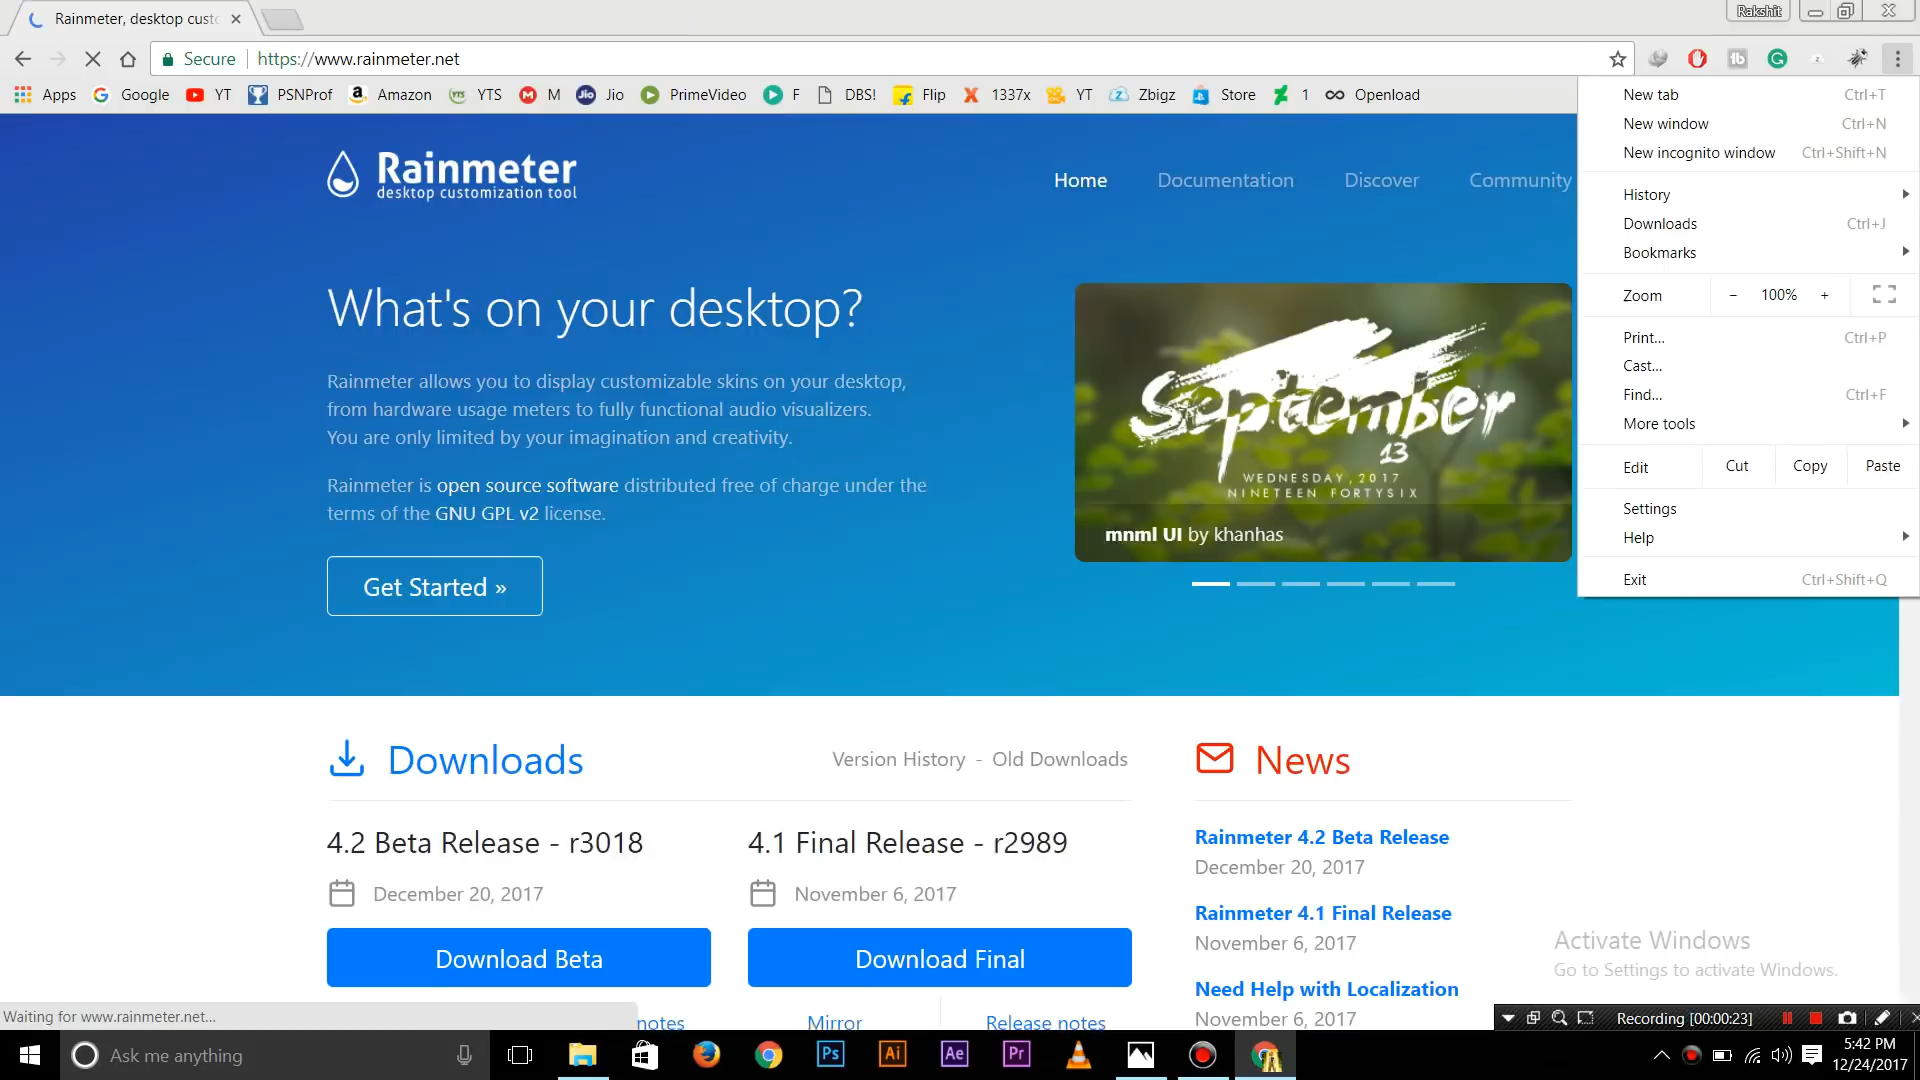 Rainmeter, desktop custo
Rakshit
Secure
https://www.rainmeter.net
Apps
Google
YT
PSNProf
Amazon
YTS
M
Jio
PrimeVideo
F
DBS!
Flip
1337x
YT
Zbigz
Store
1
Openload
New tab Ctrl+T
New window Ctrl+N
New incognito window Ctrl+Shift+N
History
Downloads Ctrl+J
Bookmarks
Zoom − 100% +
Print... Ctrl+P
Cast...
Find... Ctrl+F
More tools
Edit Cut Copy Paste
Settings
Help
Exit Ctrl+Shift+Q
Rainmeter
desktop customization tool
Home
Documentation
Discover
Community
What's on your desktop?
Rainmeter allows you to display customizable skins on your desktop,
from hardware usage meters to fully functional audio visualizers.
You are only limited by your imagination and creativity.
Rainmeter is open source software distributed free of charge under the
terms of the GNU GPL v2 license.
Get Started »
September
13
WEDNESDAY, 2017
NINETEEN FORTYSIX
mnml UI by khanhas
Downloads
Version History - Old Downloads
4.2 Beta Release - r3018
December 20, 2017
Download Beta
notes
4.1 Final Release - r2989
November 6, 2017
Download Final
Mirror
Release notes
News
Rainmeter 4.2 Beta Release
December 20, 2017
Rainmeter 4.1 Final Release
November 6, 2017
Need Help with Localization
November 6, 2017
Activate Windows
Go to Settings to activate Windows.
Waiting for www.rainmeter.net...
Recording [00:00:23]
Ask me anything
Ps
Ai
Ae
Pr
5:42 PM
12/24/2017